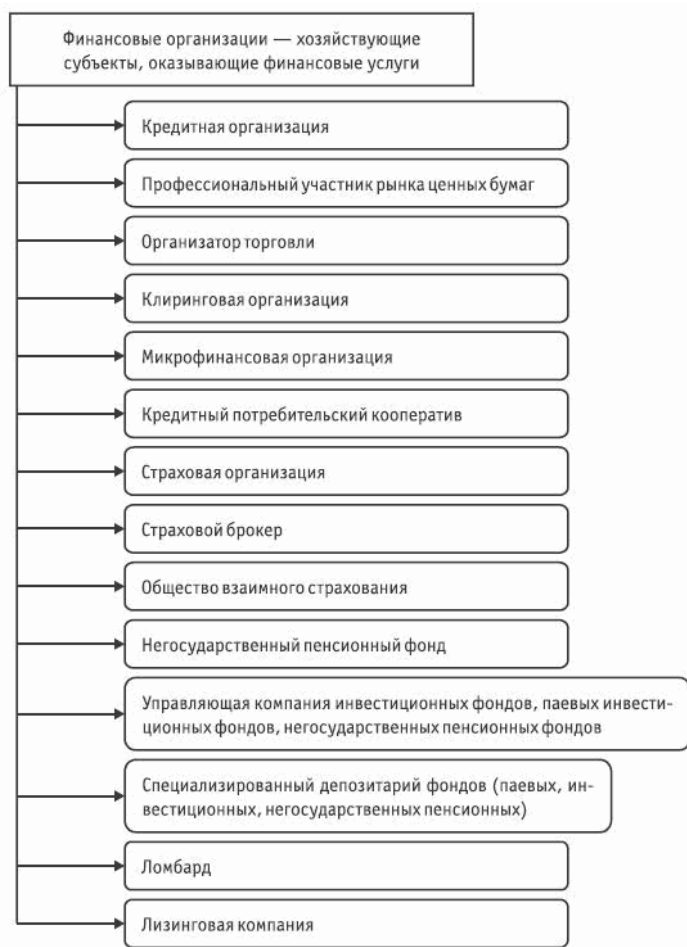 Финансовые организации — хозяйствующие
субъекты, оказывающие финансовые услуги
Кредитная организация
Профессиональный участник рынка ценных бумаг
Организатор торговли
Клиринговая организация
Микрофинансовая организация
Кредитный потребительский кооператив
Страховая организация
Страховой брокер
Общество взаимного страхования
Негосударственный пенсионный фонд
Управляющая компания инвестиционных фондов, паевых инвести-
ционных фондов, негосударственных пенсионных фондов
Специализированный депозитарий фондов (паевых, ин-
вестиционных, негосударственных пенсионных)
Ломбард
Лизинговая компания